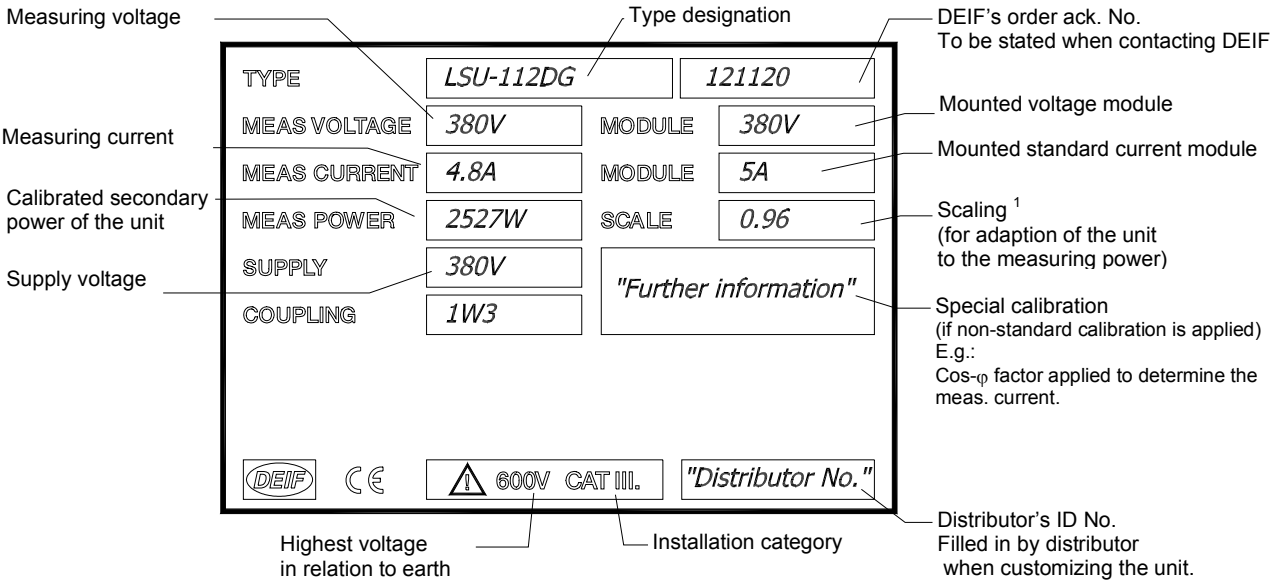 Measuring voltage
Type designation
DEIF's order ack. No.
To be stated when contacting DEIF
TYPE LSU-112DG 121120
MEAS VOLTAGE 380V MODULE 380V
Mounted voltage module
Measuring current
MEAS CURRENT 4.8A MODULE 5A
Mounted standard current module
Calibrated secondary
power of the unit
MEAS POWER 2527W SCALE 0.96
Scaling 1
(for adaption of the unit
to the measuring power)
Supply voltage
SUPPLY 380V
"Further information"
COUPLING 1W3
Special calibration
(if non-standard calibration is applied)
E.g.:
Cos-φ factor applied to determine the
meas. current.
DEIF CE 600V CAT III. "Distributor No."
Highest voltage
in relation to earth
Installation category
Distributor's ID No.
Filled in by distributor
when customizing the unit.